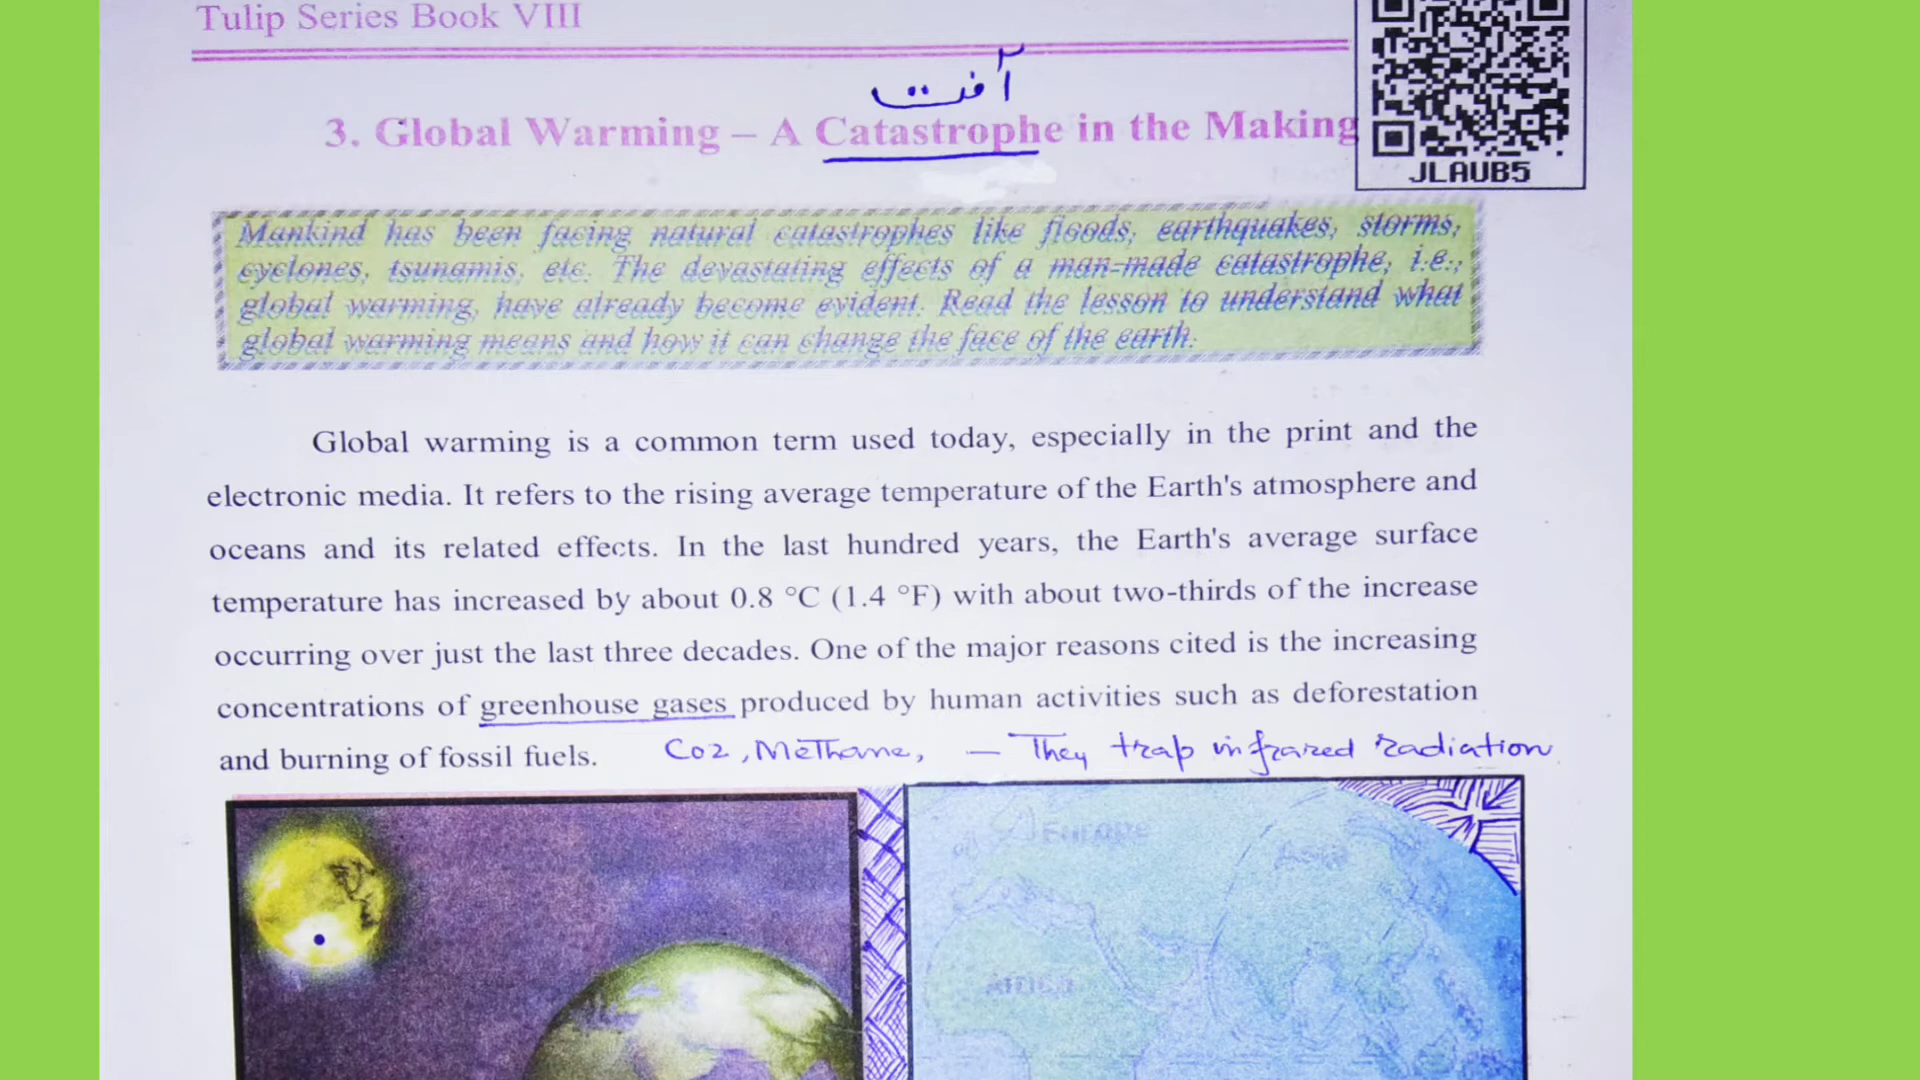 Tulip Series Book VIII
آفت
3. Global Warming – A Catastrophe in the Making
JLAUB5
Mankind has been facing natural catastrophes like floods, earthquakes, storms,
cyclones, tsunamis, etc. The devastating effects of a man-made catastrophe, i.e.,
global warming, have already become evident. Read the lesson to understand what
global warming means and how it can change the face of the earth.
Global warming is a common term used today, especially in the print and the
electronic media. It refers to the rising average temperature of the Earth's atmosphere and
oceans and its related effects. In the last hundred years, the Earth's average surface
temperature has increased by about 0.8 °C (1.4 °F) with about two-thirds of the increase
occurring over just the last three decades. One of the major reasons cited is the increasing
concentrations of greenhouse gases produced by human activities such as deforestation
and burning of fossil fuels.
Co2, Methane, — They trap infrared radiation
Europe
Asia
Africa